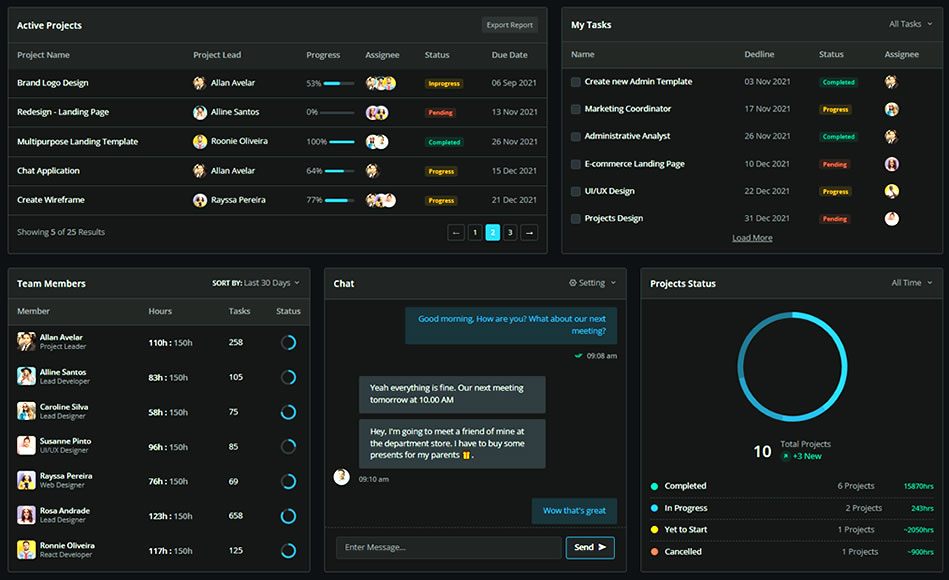 Active Projects
Export Report
Project Name Project Lead Progress Assignee Status Due Date
Brand Logo Design Allan Avelar 53% Inprogress 06 Sep 2021
Redesign - Landing Page Alline Santos 0% Pending 13 Nov 2021
Multipurpose Landing Template Roonie Oliveira 100% Completed 26 Nov 2021
Chat Application Allan Avelar 64% Progress 15 Dec 2021
Create Wireframe Rayssa Pereira 77% Progress 21 Dec 2021
Showing 5 of 25 Results
← 1 2 3 →
My Tasks
All Tasks
Name Dedline Status Assignee
Create new Admin Template 03 Nov 2021 Completed
Marketing Coordinator 17 Nov 2021 Progress
Administrative Analyst 26 Nov 2021 Completed
E-commerce Landing Page 10 Dec 2021 Pending
UI/UX Design 22 Dec 2021 Progress
Projects Design 31 Dec 2021 Pending
Load More
Team Members
SORT BY: Last 30 Days
Member Hours Tasks Status
Allan Avelar
Project Leader
110h : 150h 258
Alline Santos
Lead Developer
83h : 150h 105
Caroline Silva
Lead Designer
58h : 150h 75
Susanne Pinto
UI/UX Designer
96h : 150h 85
Rayssa Pereira
Web Designer
76h : 150h 69
Rosa Andrade
Lead Designer
123h : 150h 658
Ronnie Oliveira
React Developer
117h : 150h 125
Chat
Setting
Good morning, How are you? What about our next
meeting?
09:08 am
Yeah everything is fine. Our next meeting
tomorrow at 10.00 AM
Hey, I'm going to meet a friend of mine at
the department store. I have to buy some
presents for my parents 🎁 .
09:10 am
Wow that's great
Enter Message...
Send
Projects Status
All Time
10
Total Projects
+3 New
Completed 6 Projects 15870hrs
In Progress 2 Projects 243hrs
Yet to Start 1 Projects ~2050hrs
Cancelled 1 Projects ~900hrs